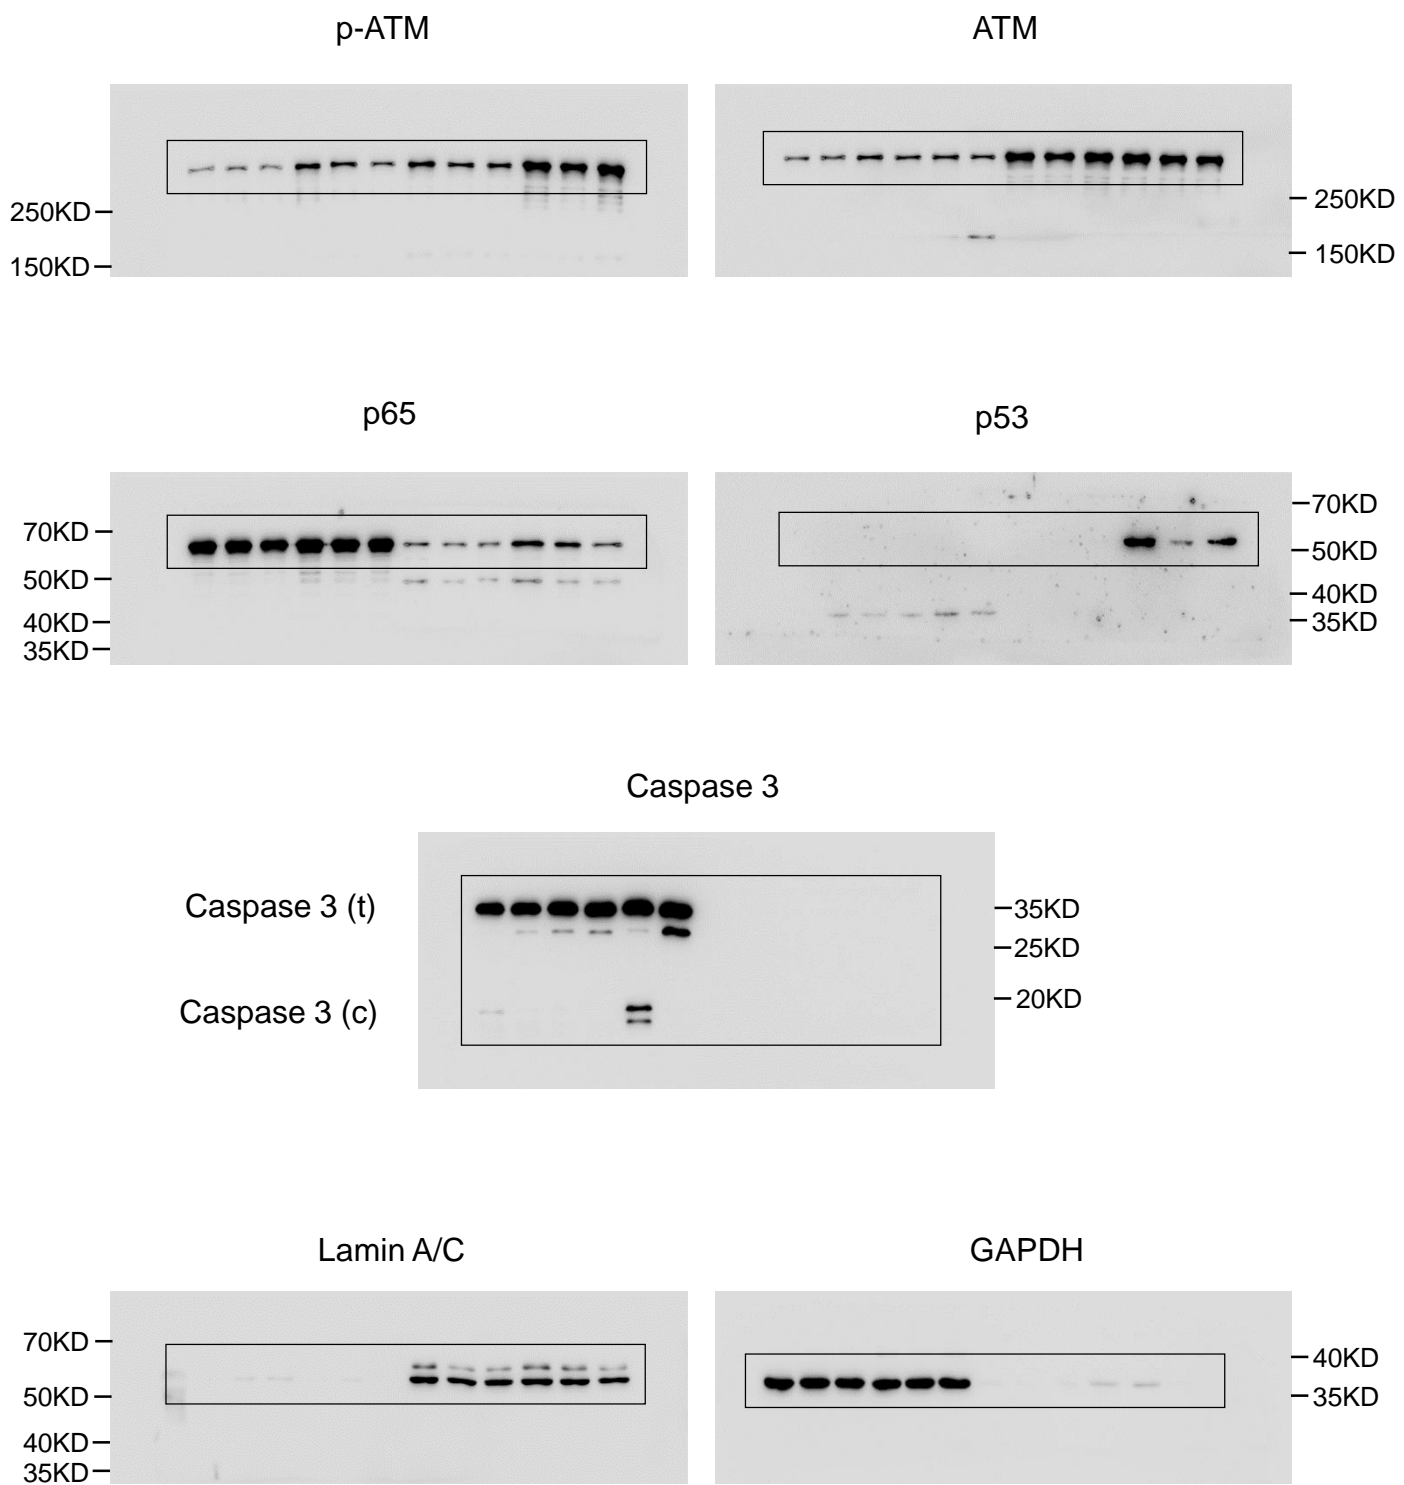 p-ATM
ATM
250KD
150KD
250KD
150KD
p65
p53
70KD
50KD
40KD
35KD
70KD
50KD
40KD
35KD
Caspase 3
Caspase 3 (t)
Caspase 3 (c)
35KD
25KD
20KD
Lamin A/C
GAPDH
70KD
50KD
40KD
35KD
40KD
35KD